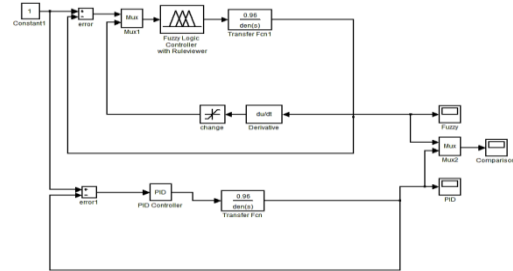 1
Constant1
+
−
error
Mux
Mux1
Fuzzy Logic
Controller
with Ruleviewer
0.96
den(s)
Transfer Fcn1
change
du/dt
Derivative
Fuzzy
Mux
Mux2
Comparison
+
−
error1
PID
PID Controller
0.96
den(s)
Transfer Fcn
PID